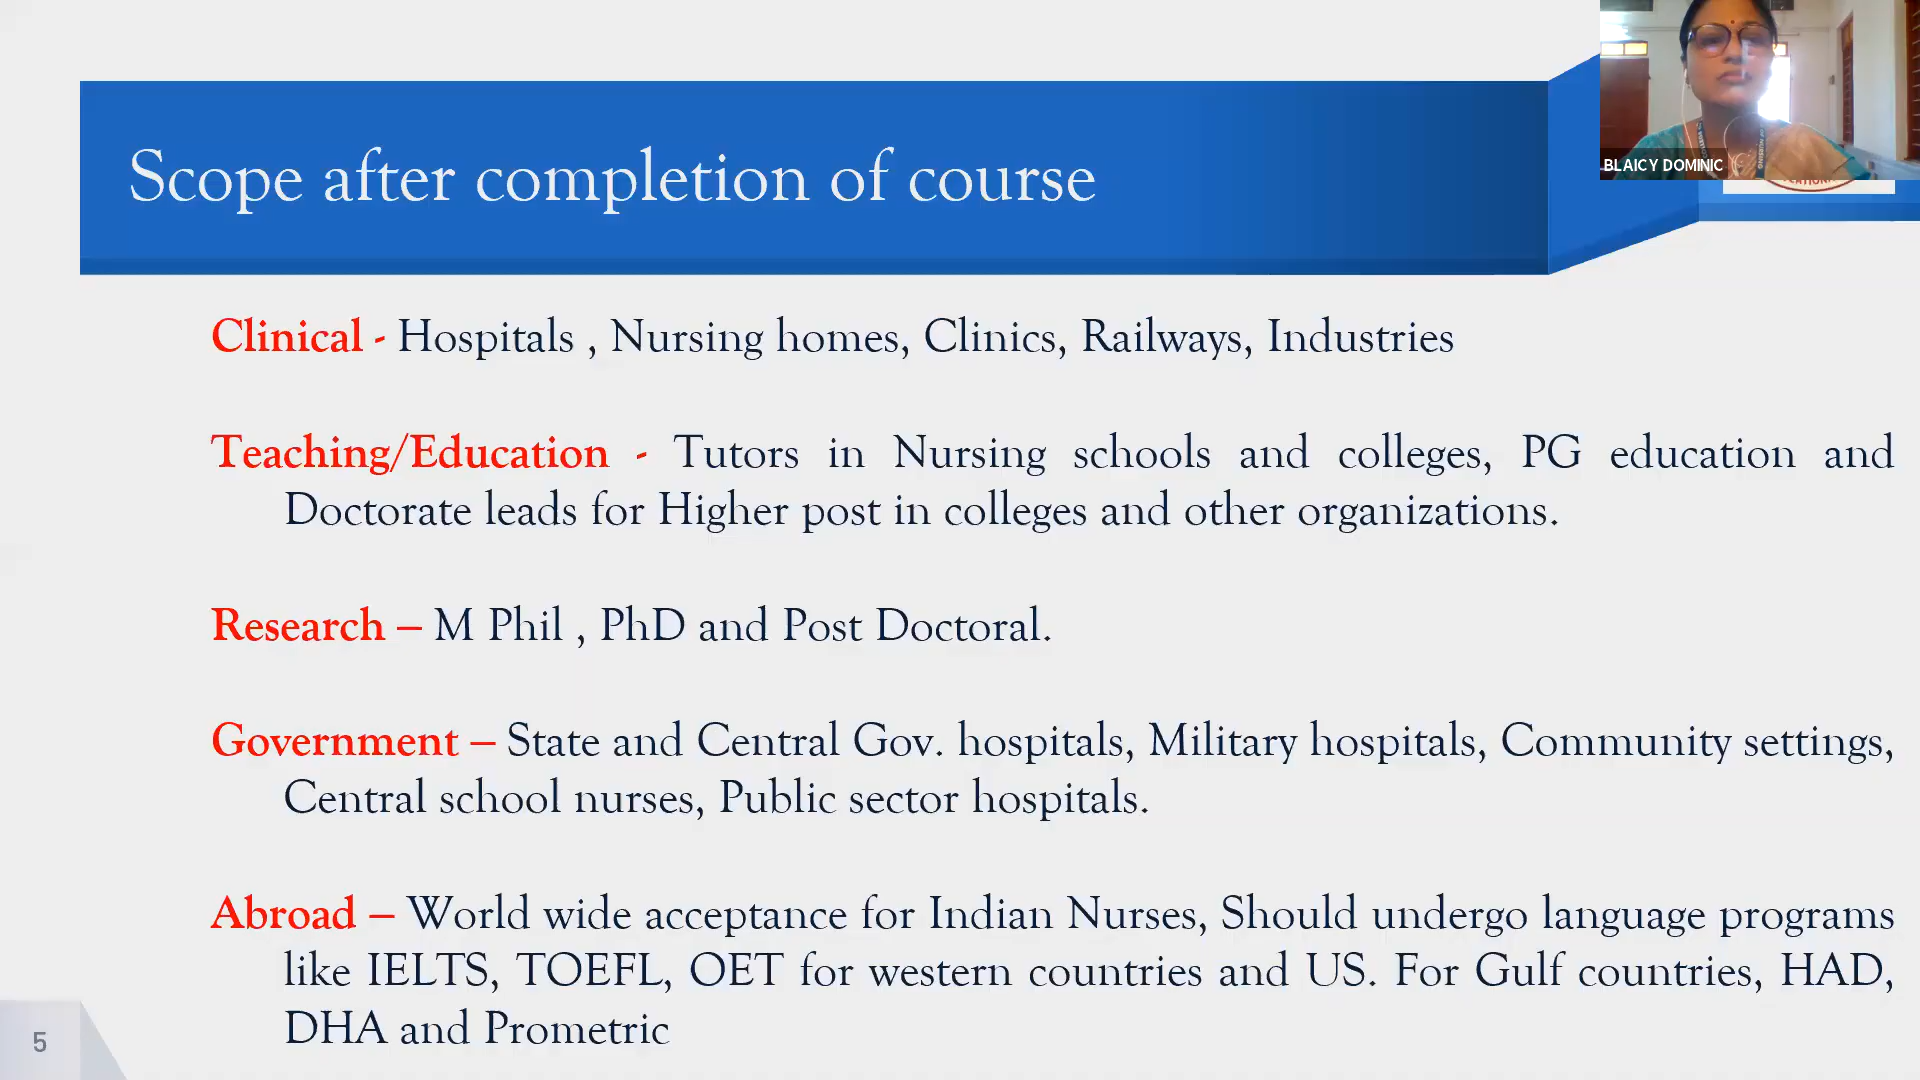 BLAICY DOMINIC
Scope after completion of course
Clinical - Hospitals , Nursing homes, Clinics, Railways, Industries
Teaching/Education - Tutors in Nursing schools and colleges, PG education and
Doctorate leads for Higher post in colleges and other organizations.
Research – M Phil , PhD and Post Doctoral.
Government – State and Central Gov. hospitals, Military hospitals, Community settings,
Central school nurses, Public sector hospitals.
Abroad – World wide acceptance for Indian Nurses, Should undergo language programs
like IELTS, TOEFL, OET for western countries and US. For Gulf countries, HAD,
DHA and Prometric
5